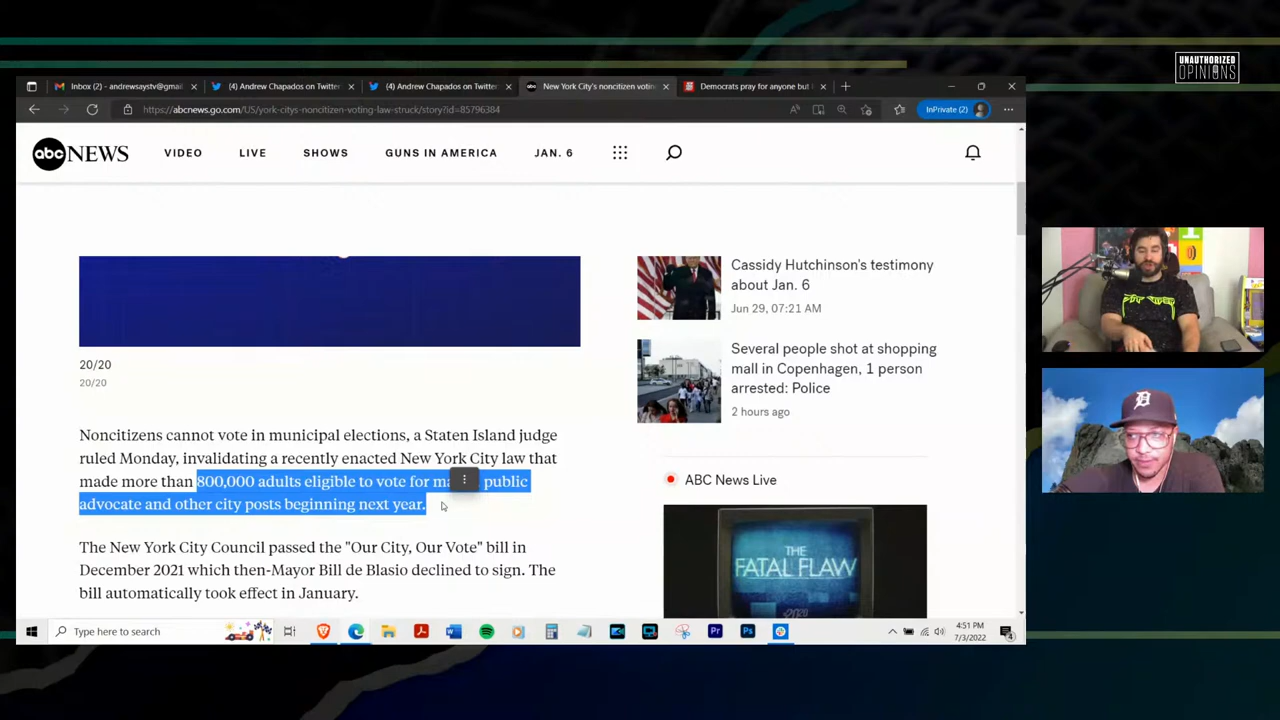 UNAUTHORIZED
OPINIONS
Inbox (2) - andrewsaystv@gmail
(4) Andrew Chapados on Twitter
(4) Andrew Chapados on Twitter
New York City's noncitizen votin
Democrats pray for anyone but
https://abcnews.go.com/US/york-citys-noncitizen-voting-law-struck/story?id=85796384
InPrivate (2)
abc NEWS
VIDEO
LIVE
SHOWS
GUNS IN AMERICA
JAN. 6
Cassidy Hutchinson's testimony
about Jan. 6
Jun 29, 07:21 AM
20/20
20/20
Several people shot at shopping
mall in Copenhagen, 1 person
arrested: Police
2 hours ago
Noncitizens cannot vote in municipal elections, a Staten Island judge
ruled Monday, invalidating a recently enacted New York City law that
made more than 800,000 adults eligible to vote for public
advocate and other city posts beginning next year.
The New York City Council passed the "Our City, Our Vote" bill in
December 2021 which then-Mayor Bill de Blasio declined to sign. The
bill automatically took effect in January.
ABC News Live
THE
FATAL FLAW
Type here to search
4:51 PM
7/3/2022